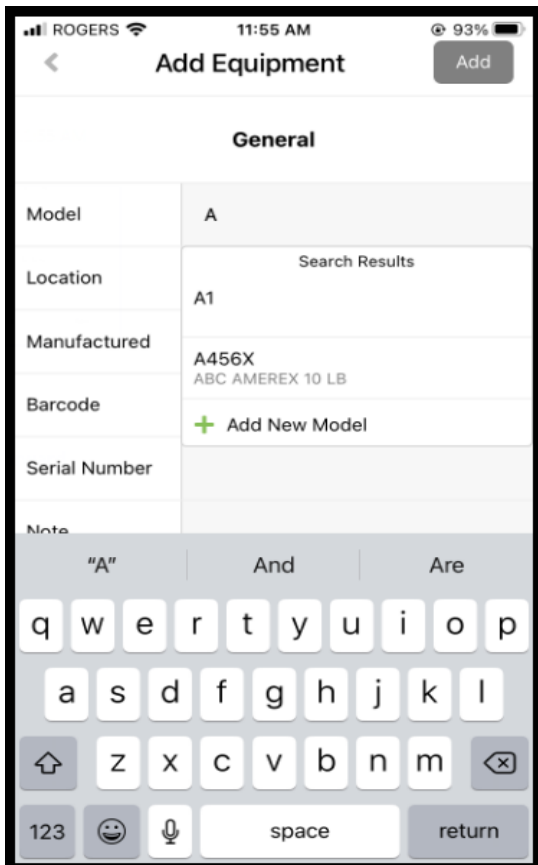 ROGERS 11:55 AM 93%
Add Equipment Add
General
Model A
Search Results
Location
A1
Manufactured
A456X
ABC AMEREX 10 LB
Barcode
Add New Model
Serial Number
Note
“A” And Are
q w e r t y u i o p
a s d f g h j k l
z x c v b n m
123 space return